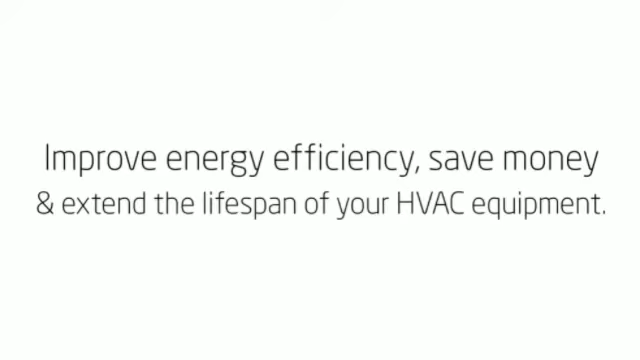 Improve energy efficiency, save money
& extend the lifespan of your HVAC equipment.